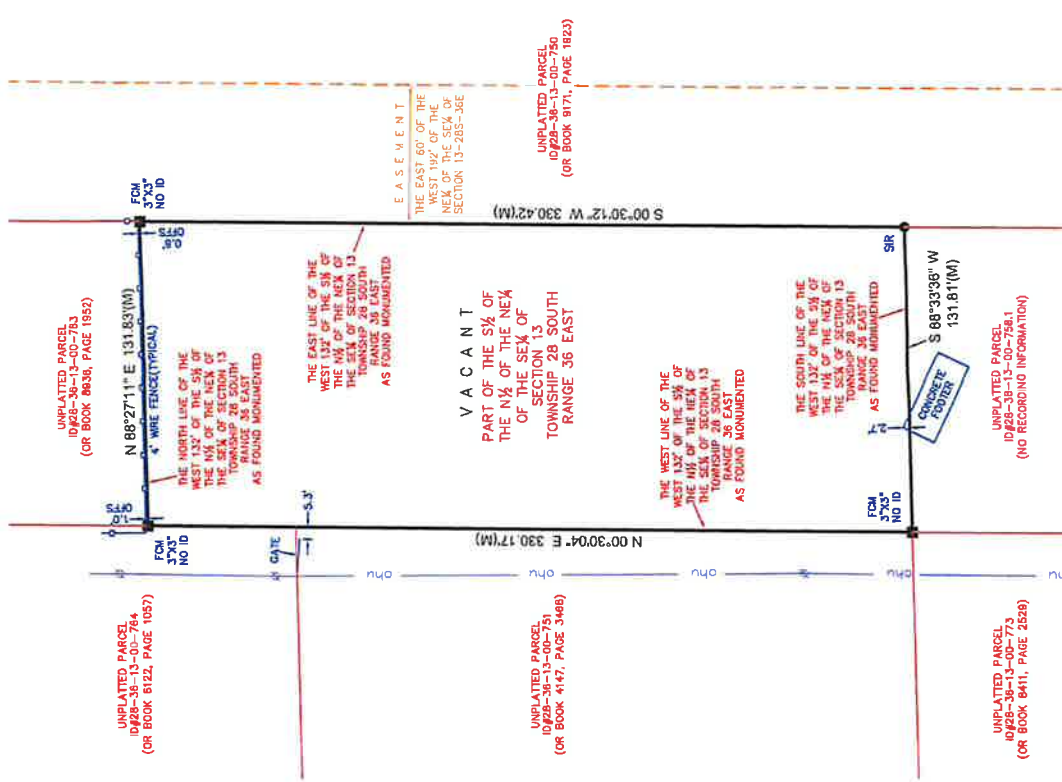 UNPLATTED PARCEL
ID#28-36-13-00-783
(OR BOOK 8938, PAGE 1952)
N 88°27'11" E 131.83'(M)
4' WIRE FENCE(TYPICAL)
FCM
3"X3"
NO ID
0.8'
OFFS
1.0'
OFFS
FCM
3"X3"
NO ID
THE NORTH LINE OF THE
WEST 132' OF THE S½ OF
THE N½ OF THE NE¼ OF
THE SE¼ OF SECTION 13
TOWNSHIP 28 SOUTH
RANGE 36 EAST
AS FOUND MONUMENTED
EASEMENT
THE EAST 60' OF THE
WEST 192' OF THE
NE¼ OF THE SE¼ OF
SECTION 13-28S-36E
UNPLATTED PARCEL
ID#28-36-13-00-750
(OR BOOK 9171, PAGE 1823)
S 00°30'12" W 330.42'(M)
THE EAST LINE OF THE
WEST 132' OF THE S½ OF
THE N½ OF THE NE¼ OF
THE SE¼ OF SECTION 13
TOWNSHIP 28 SOUTH
RANGE 36 EAST
AS FOUND MONUMENTED
VACANT
PART OF THE S½ OF
THE N½ OF THE NE¼
OF THE SE¼ OF
SECTION 13
TOWNSHIP 28 SOUTH
RANGE 36 EAST
GATE
5.3'
UNPLATTED PARCEL
ID#28-36-13-00-764
(OR BOOK 6122, PAGE 1057)
N 00°30'04" E 330.17'(M)
THE WEST LINE OF THE
WEST 132' OF THE S½ OF
THE N½ OF THE NE¼ OF
THE SE¼ OF SECTION 13
TOWNSHIP 28 SOUTH
RANGE 36 EAST
AS FOUND MONUMENTED
ohu
ohu
ohu
ohu
UNPLATTED PARCEL
ID#28-36-13-00-751
(OR BOOK 4147, PAGE 3488)
THE SOUTH LINE OF THE
WEST 132' OF THE S½ OF
THE N½ OF THE NE¼ OF
THE SE¼ OF SECTION 13
TOWNSHIP 28 SOUTH
RANGE 36 EAST
AS FOUND MONUMENTED
SIR
S 88°33'36" W
131.81'(M)
FCM
3"X3"
NO ID
CONCRETE
FOOTER
UNPLATTED PARCEL
ID#28-36-13-00-758.1
(NO RECORDING INFORMATION)
UNPLATTED PARCEL
ID#28-36-13-00-773
(OR BOOK 8411, PAGE 2529)